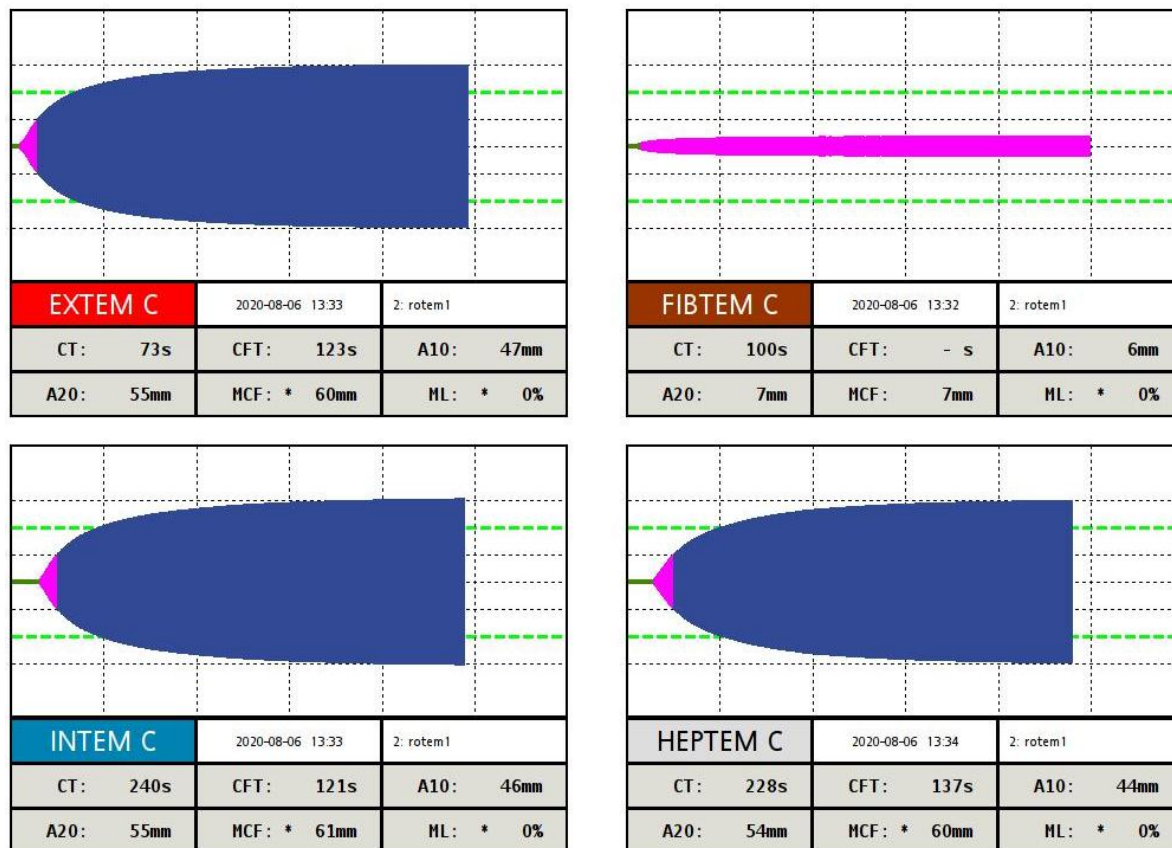 EXTEM C 2020-08-06 13:33 2: rotem1
CT: 73s CFT: 123s A10: 47mm
A20: 55mm MCF: * 60mm ML: * 0%
FIBTEM C 2020-08-06 13:32 2: rotem1
CT: 100s CFT: - s A10: 6mm
A20: 7mm MCF: 7mm ML: * 0%
INTEM C 2020-08-06 13:33 2: rotem1
CT: 240s CFT: 121s A10: 46mm
A20: 55mm MCF: * 61mm ML: * 0%
HEPTEM C 2020-08-06 13:34 2: rotem1
CT: 228s CFT: 137s A10: 44mm
A20: 54mm MCF: * 60mm ML: * 0%